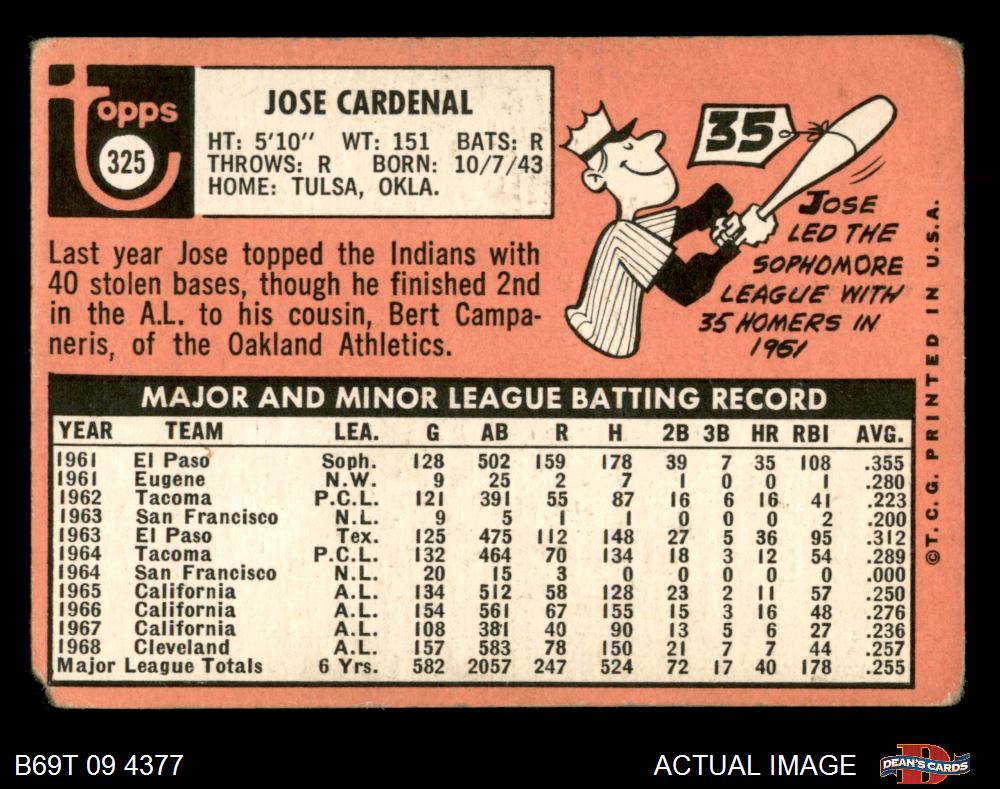 Topps
325
JOSE CARDENAL
HT: 5'10" WT: 151 BATS: R
THROWS: R BORN: 10/7/43
HOME: TULSA, OKLA.
Last year Jose topped the Indians with
40 stolen bases, though he finished 2nd
in the A.L. to his cousin, Bert Campa-
neris, of the Oakland Athletics.
35
JOSE
LED THE
SOPHOMORE
LEAGUE WITH
35 HOMERS IN
1961
MAJOR AND MINOR LEAGUE BATTING RECORD
YEAR TEAM LEA. G AB R H 2B 3B HR RBI AVG.
1961 El Paso Soph. 128 502 159 178 39 7 35 108 .355
1961 Eugene N.W. 9 25 2 7 1 0 0 1 .280
1962 Tacoma P.C.L. 121 391 55 87 16 6 16 41 .223
1963 San Francisco N.L. 9 5 1 1 0 0 0 2 .200
1963 El Paso Tex. 125 475 112 148 27 5 36 95 .312
1964 Tacoma P.C.L. 132 464 70 134 18 3 12 54 .289
1964 San Francisco N.L. 20 15 3 0 0 0 0 0 .000
1965 California A.L. 134 512 58 128 23 2 11 57 .250
1966 California A.L. 154 561 67 155 15 3 16 48 .276
1967 California A.L. 108 381 40 90 13 5 6 27 .236
1968 Cleveland A.L. 157 583 78 150 21 7 7 44 .257
Major League Totals 6 Yrs. 582 2057 247 524 72 17 40 178 .255
©T.C.G. PRINTED IN U.S.A.
B69T 09 4377
ACTUAL IMAGE
D
DEAN'S CARDS